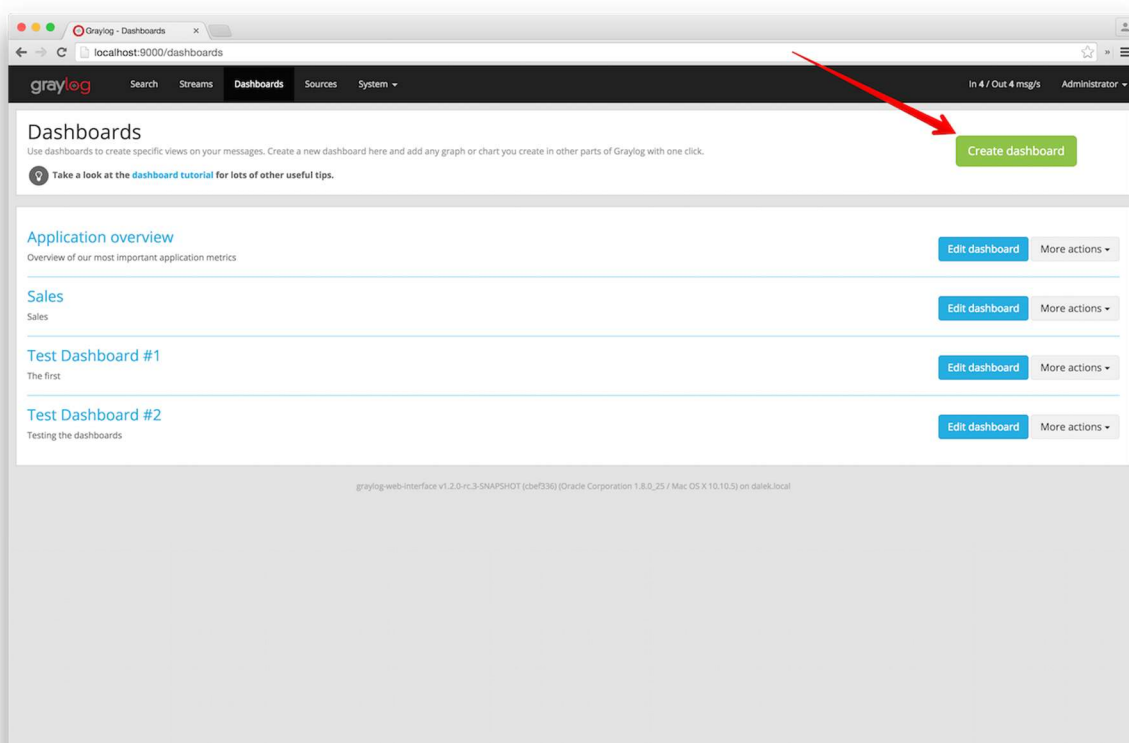 Graylog - Dashboards
localhost:9000/dashboards
graylog Search Streams Dashboards Sources System In 4 / Out 4 msg/s Administrator
Dashboards
Use dashboards to create specific views on your messages. Create a new dashboard here and add any graph or chart you create in other parts of Graylog with one click.
Create dashboard
Take a look at the dashboard tutorial for lots of other useful tips.
Application overview
Overview of our most important application metrics
Edit dashboard More actions
Sales
Sales
Edit dashboard More actions
Test Dashboard #1
The first
Edit dashboard More actions
Test Dashboard #2
Testing the dashboards
Edit dashboard More actions
graylog-web-interface v1.2.0-rc.3-SNAPSHOT (cbef336) (Oracle Corporation 1.8.0_25 / Mac OS X 10.10.5) on dalek.local